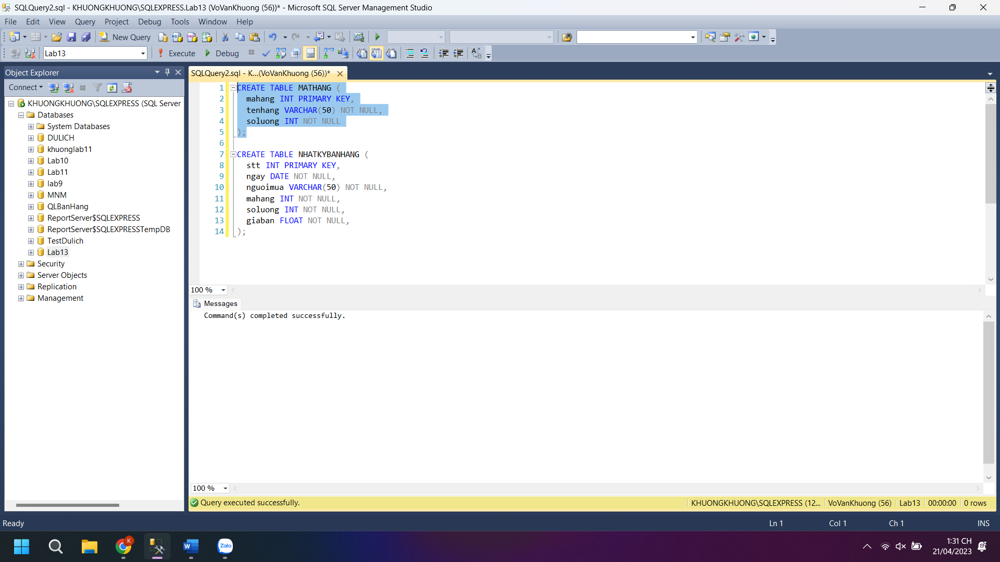 SQLQuery2.sql - KHUONGKHUONG\SQLEXPRESS.Lab13 (VoVanKhuong (56))* - Microsoft SQL Server Management Studio
File Edit View Query Project Debug Tools Window Help
New Query
Lab13 Execute Debug
Object Explorer
Connect
KHUONGKHUONG\SQLEXPRESS (SQL Server
Databases
System Databases
DULICH
khuonglab11
Lab10
Lab11
lab9
MNM
QLBanHang
ReportServer$SQLEXPRESS
ReportServer$SQLEXPRESSTempDB
TestDulich
Lab13
Security
Server Objects
Replication
Management
SQLQuery2.sql - K...(VoVanKhuong (56))*
1 CREATE TABLE MATHANG (
2 mahang INT PRIMARY KEY,
3 tenhang VARCHAR(50) NOT NULL,
4 soluong INT NOT NULL
5 );
6
7 CREATE TABLE NHATKYBANHANG (
8 stt INT PRIMARY KEY,
9 ngay DATE NOT NULL,
10 nguoimua VARCHAR(50) NOT NULL,
11 mahang INT NOT NULL,
12 soluong INT NOT NULL,
13 giaban FLOAT NOT NULL,
14 );
100 %
Messages
Command(s) completed successfully.
100 %
Query executed successfully. KHUONGKHUONG\SQLEXPRESS (12... VoVanKhuong (56) Lab13 00:00:00 0 rows
Ready Ln 1 Col 1 Ch 1 INS
K
W
Zalo
1:31 CH
21/04/2023